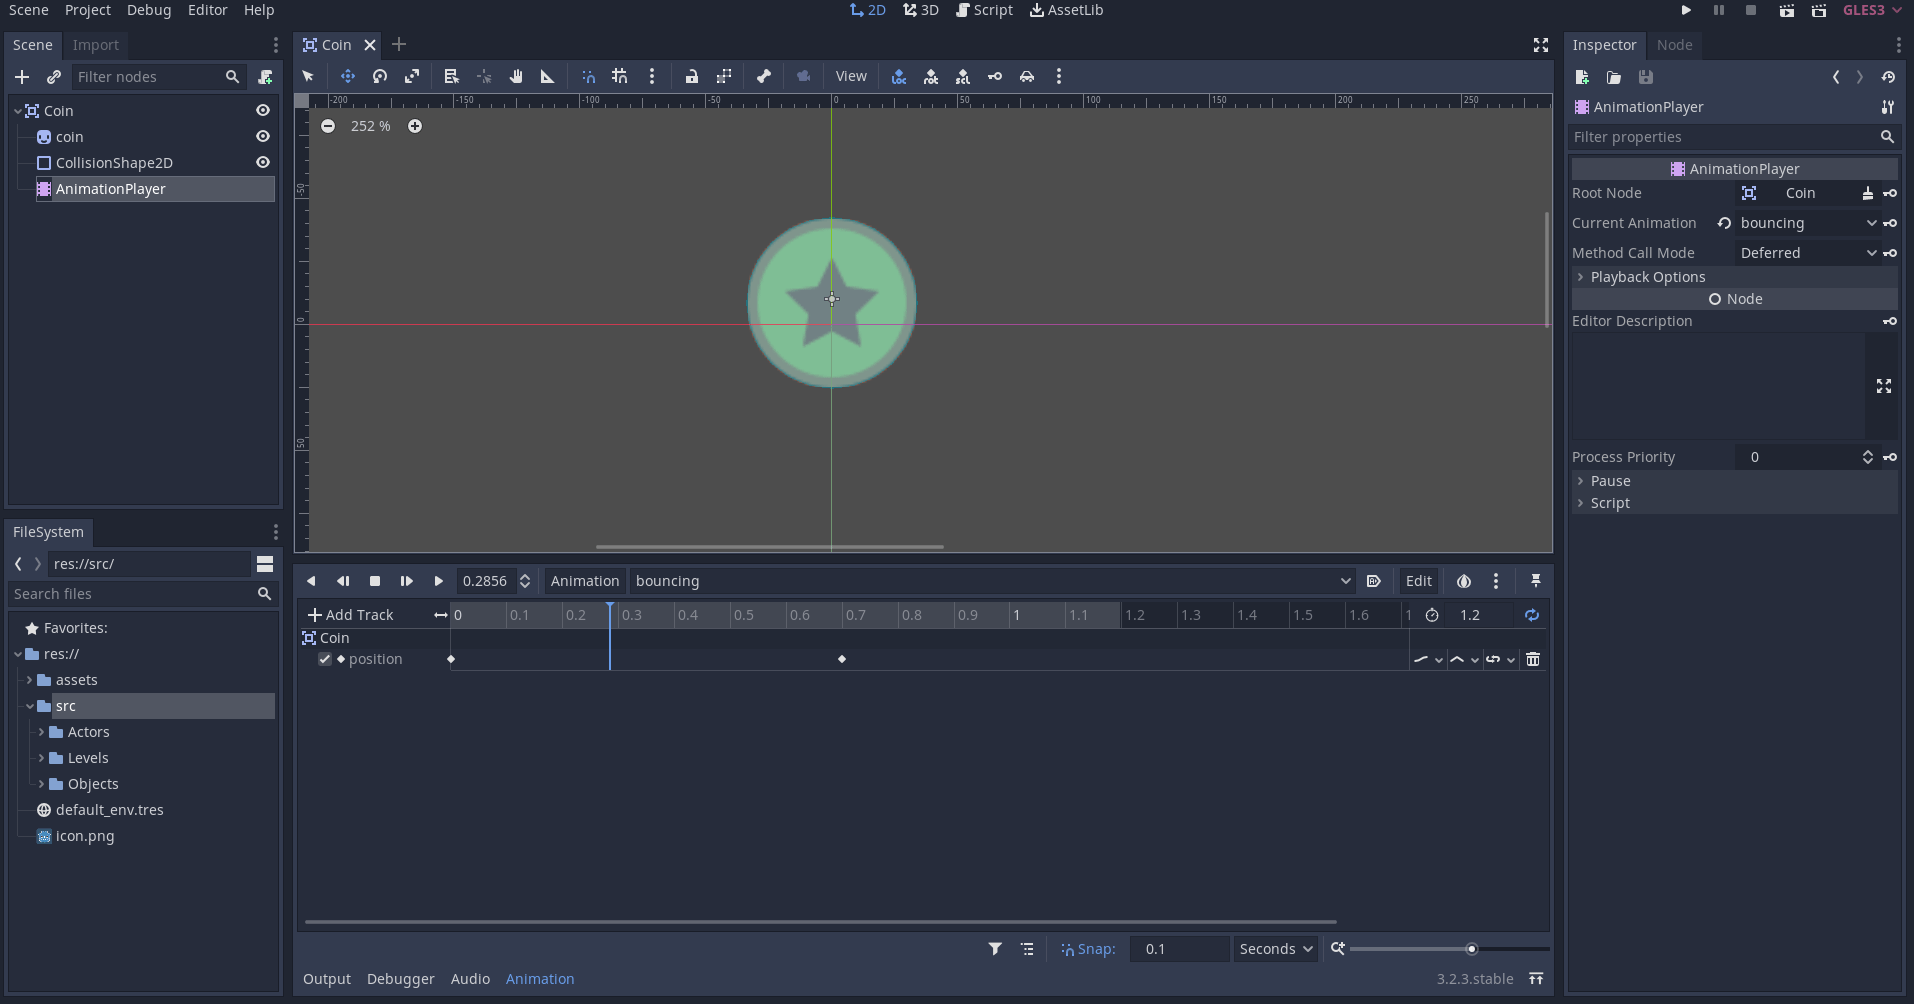 Scene Project Debug Editor Help
2D 3D Script AssetLib
GLES3
Scene Import
Filter nodes
Coin
coin
CollisionShape2D
AnimationPlayer
FileSystem
res://src/
Search files
Favorites:
res://
assets
src
Actors
Levels
Objects
default_env.tres
icon.png
Coin
View
-200 -150 -100 -50 0 50 100 150 200 250
-50
0
50
252 %
0.2856 Animation bouncing Edit
Add Track 0 0.1 0.2 0.3 0.4 0.5 0.6 0.7 0.8 0.9 1 1.1 1.2 1.3 1.4 1.5 1.6 1 1.2
Coin
position
Snap: 0.1 Seconds
Output Debugger Audio Animation 3.2.3.stable
Inspector Node
AnimationPlayer
Filter properties
AnimationPlayer
Root Node Coin
Current Animation bouncing
Method Call Mode Deferred
Playback Options
Node
Editor Description
Process Priority 0
Pause
Script